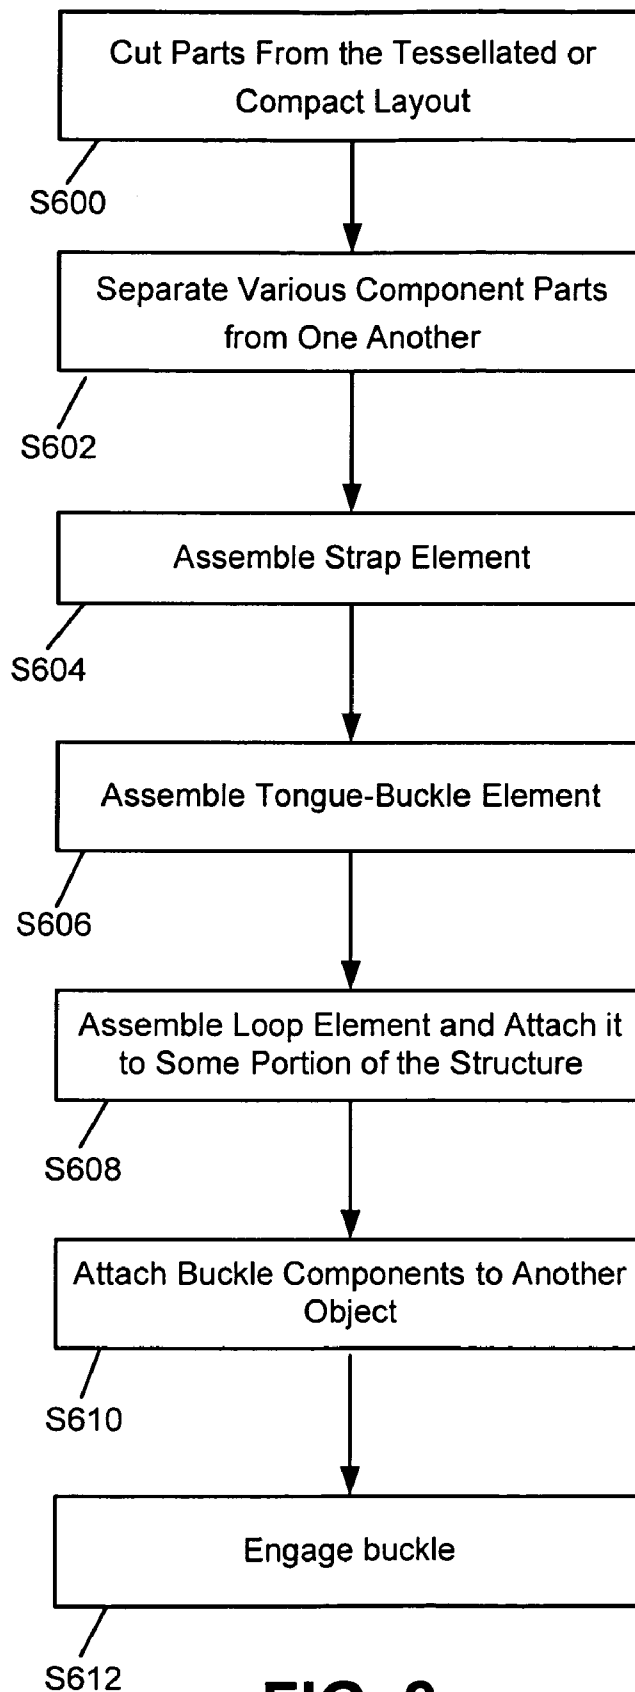 Cut Parts From the Tessellated or
Compact Layout
S600
Separate Various Component Parts
from One Another
S602
Assemble Strap Element
S604
Assemble Tongue-Buckle Element
S606
Assemble Loop Element and Attach it
to Some Portion of the Structure
S608
Attach Buckle Components to Another
Object
S610
Engage buckle
S612
FIG.